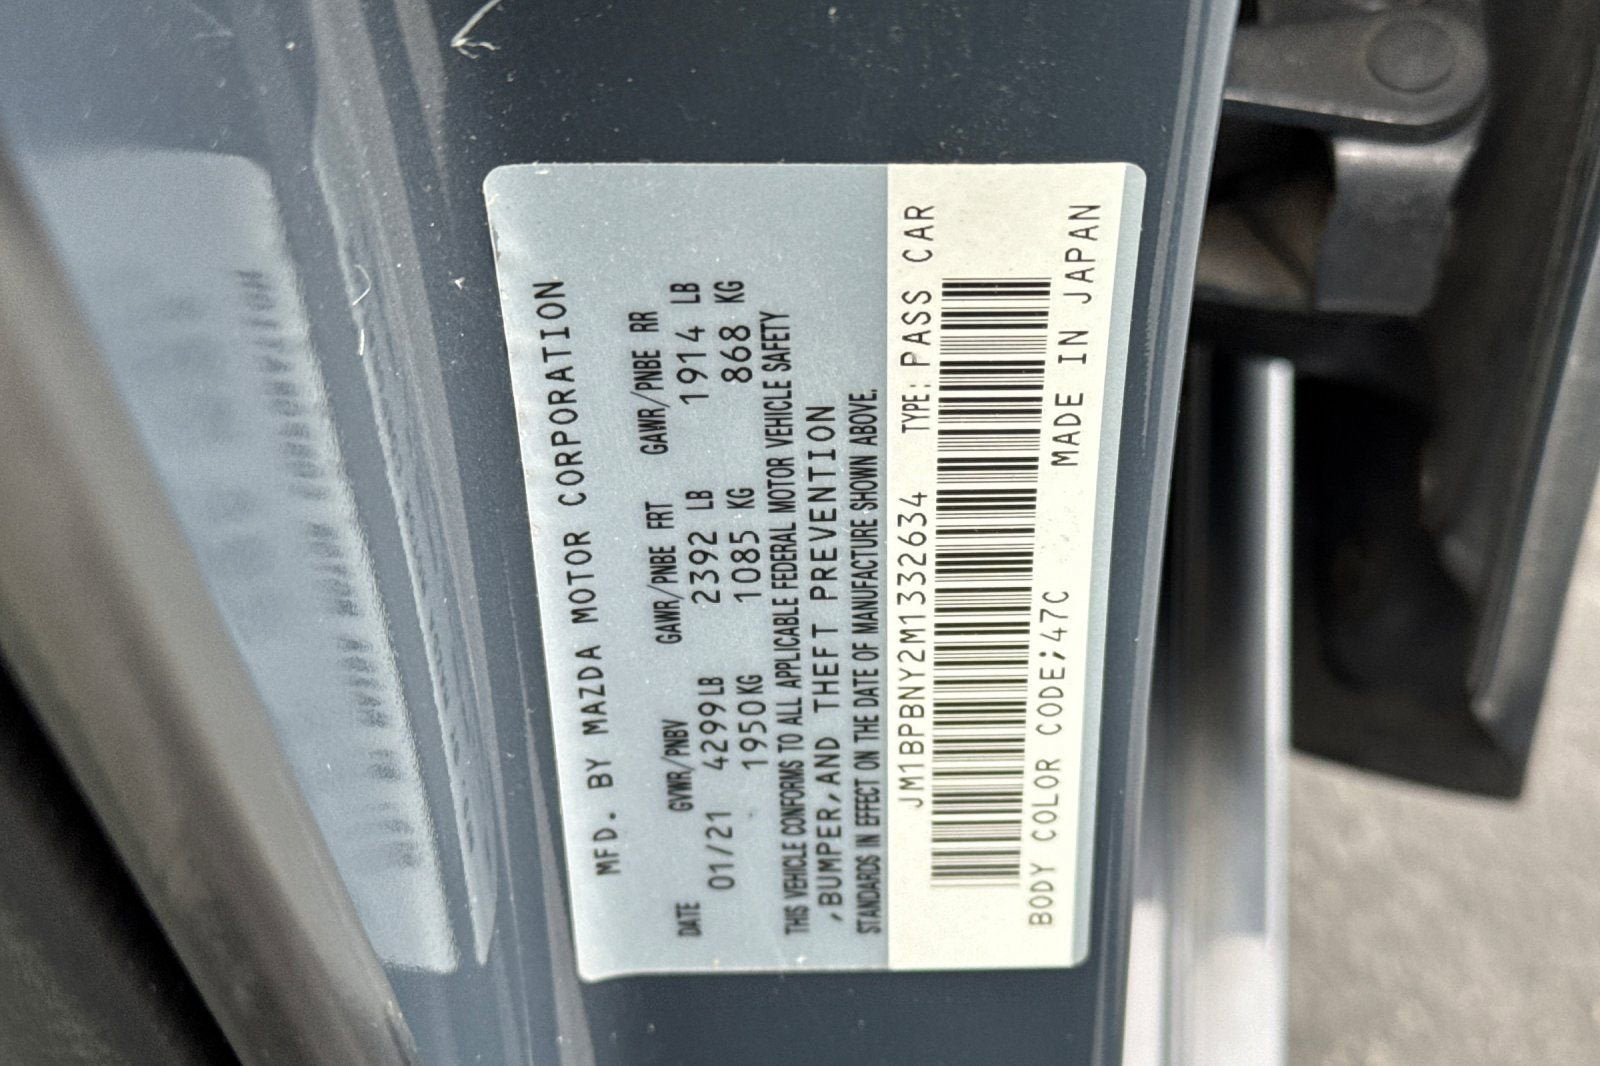 MFD. BY MAZDA MOTOR CORPORATION
DATE GVWR/PNBV GAWR/PNBE FRT GAWR/PNBE RR
01/21 4299LB 2392 LB 1914 LB
1950KG 1085 KG 868 KG
THIS VEHICLE CONFORMS TO ALL APPLICABLE FEDERAL MOTOR VEHICLE SAFETY
,BUMPER,AND THEFT PREVENTION
STANDARDS IN EFFECT ON THE DATE OF MANUFACTURE SHOWN ABOVE.
JM1BPBNY2M1332634 TYPE: PASS CAR
BODY COLOR CODE;47C MADE IN JAPAN